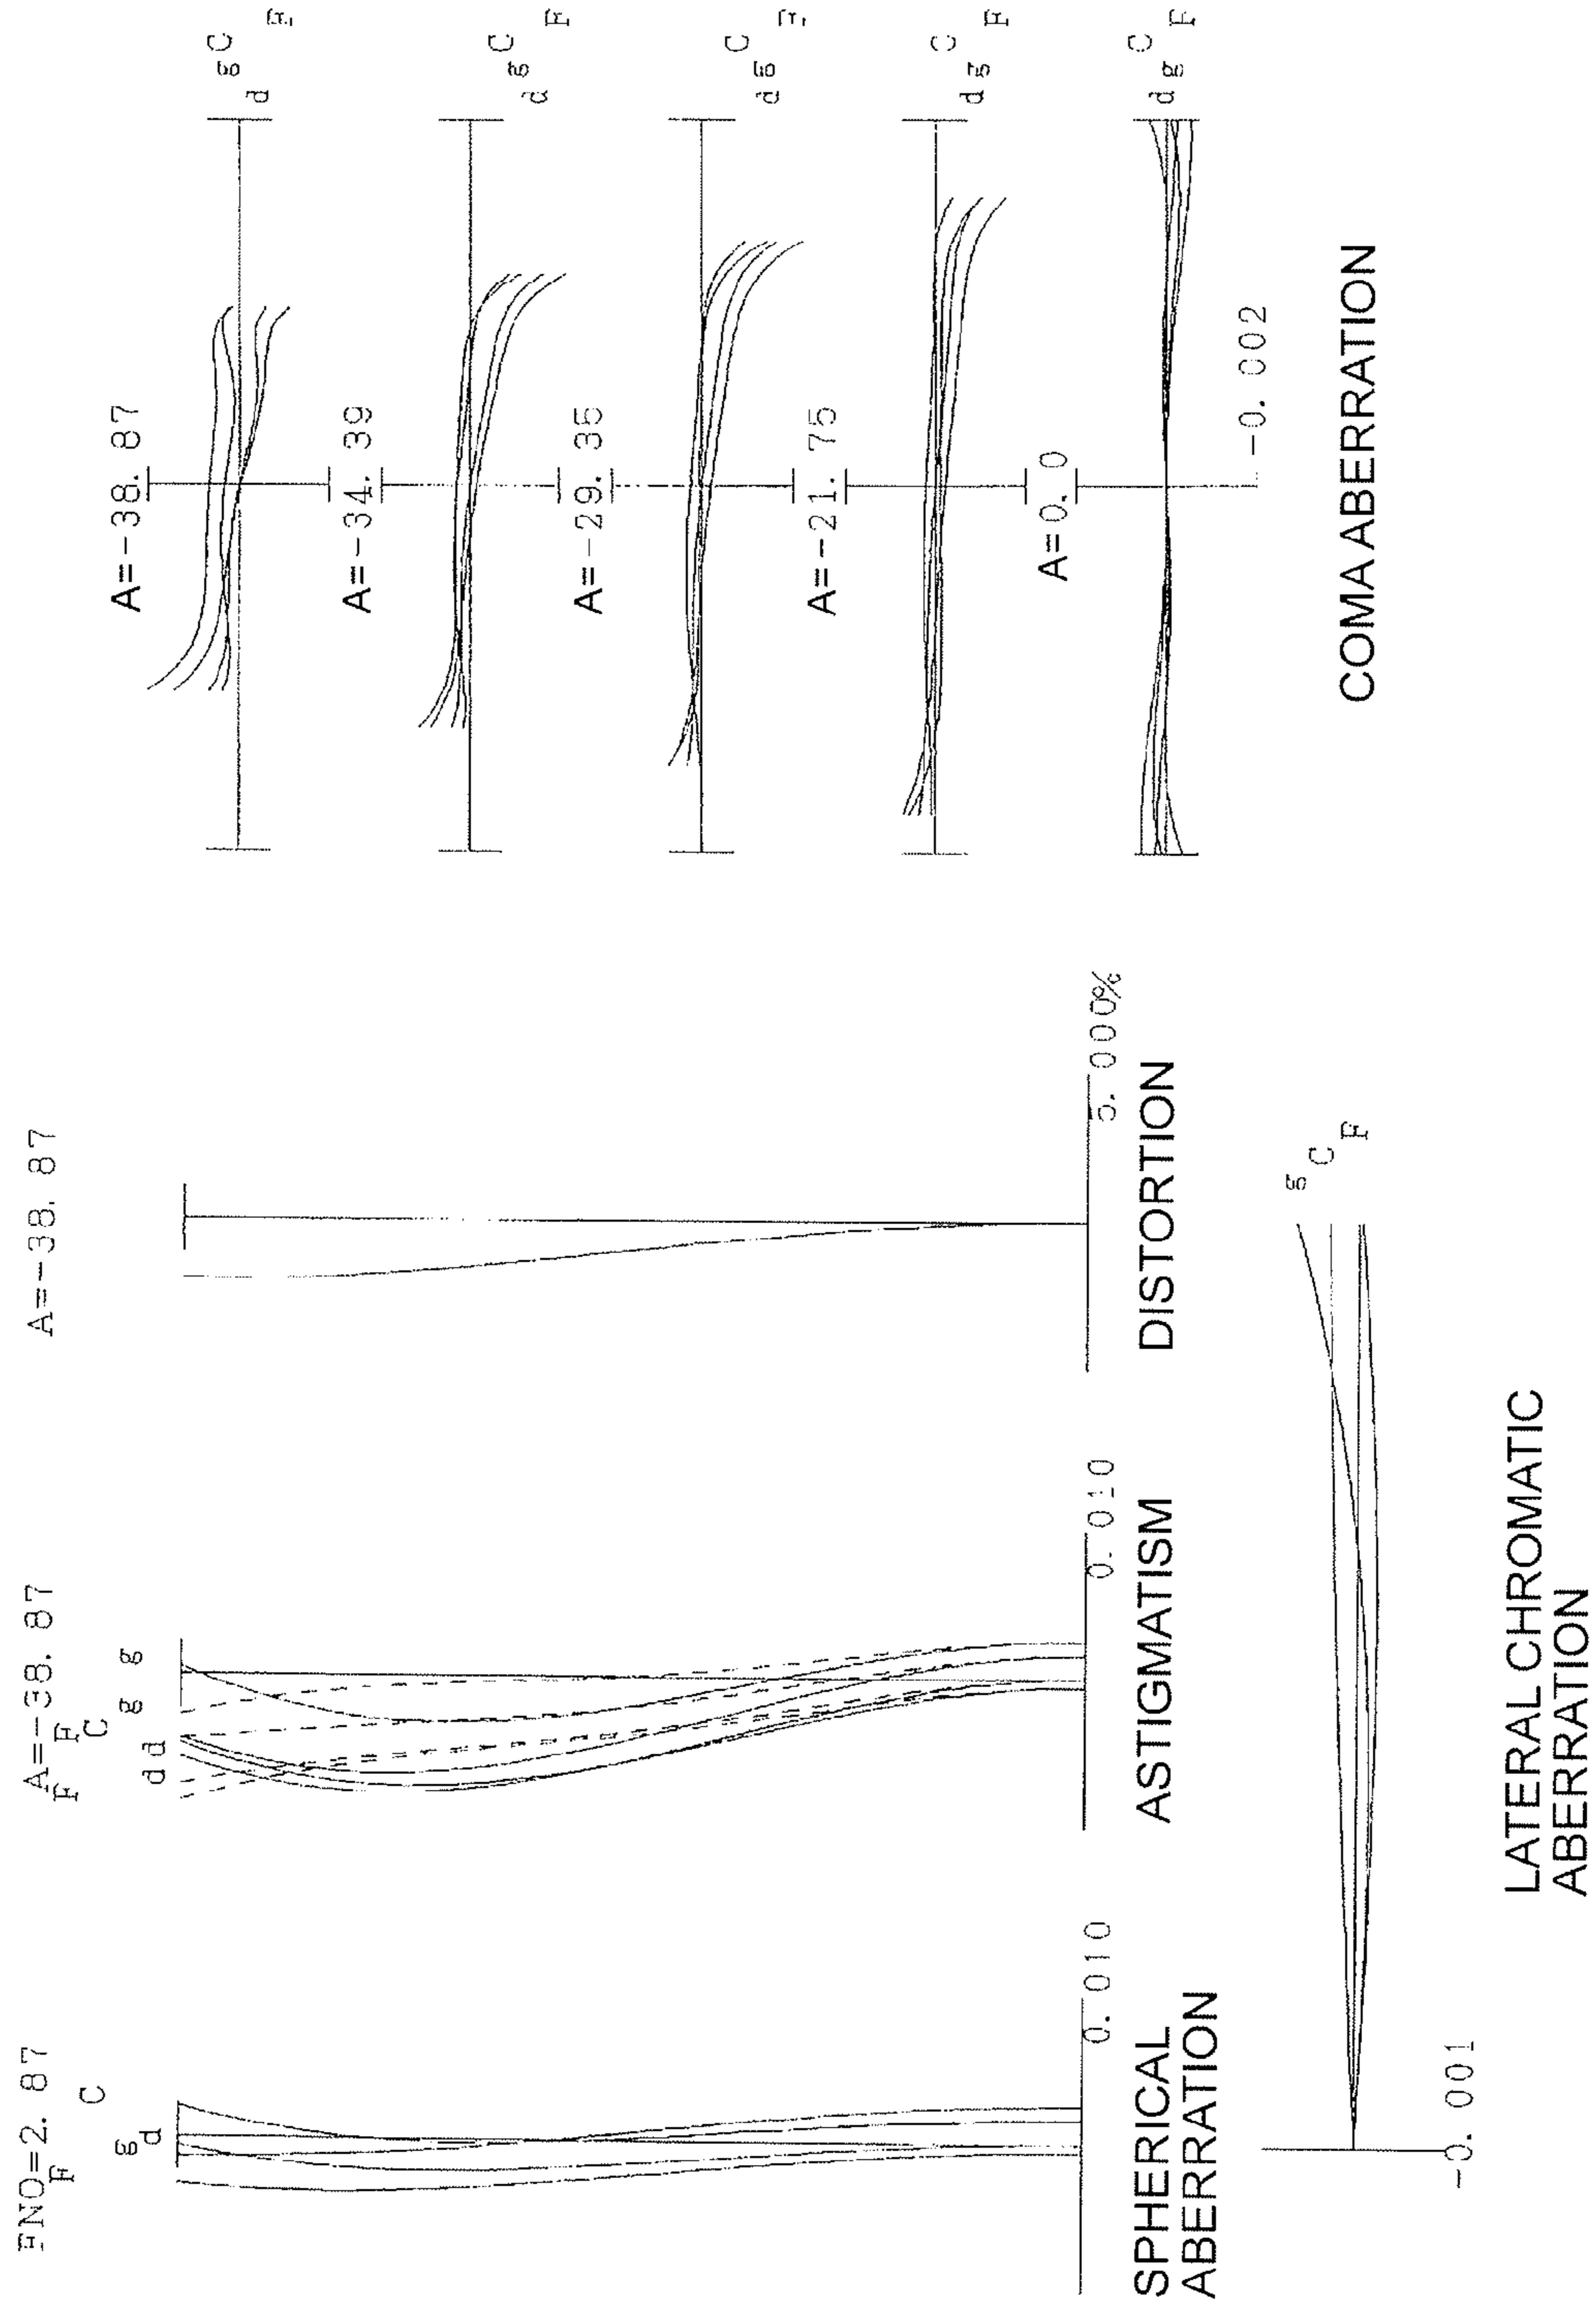 FNO=2. 87
F
C
g
d
0. 010
SPHERICAL
ABERRATION
A=-38. 87
F F
C
d d g g
0. 010
ASTIGMATISM
A=-38. 87
5. 000%
DISTORTION
g
C
F
-0. 001
LATERAL CHROMATIC
ABERRATION
A=-38. 87
d g C F
A=-34. 39
d g C F
A=-29. 35
d g C F
A=-21. 75
d g C F
A=0. 0
d g C F
-0. 002
COMA ABERRATION